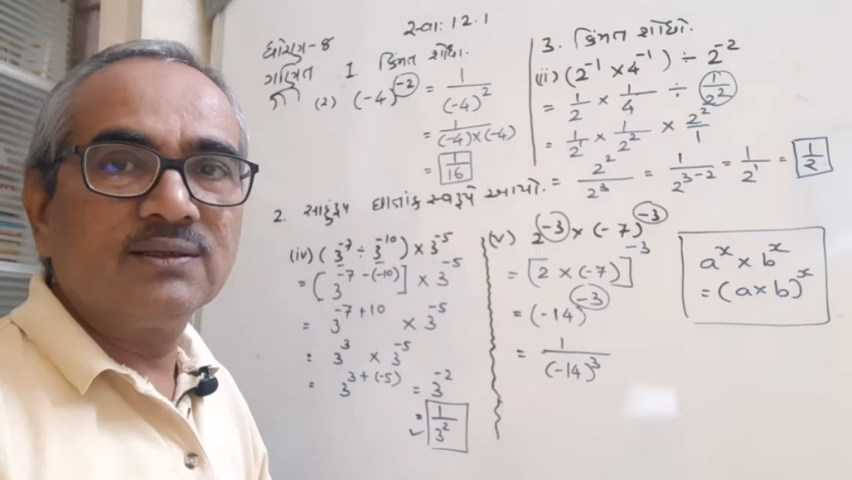 સ્વા: 12.1
ધોરણ-8
ગણિત
1. કિંમત શોધો.
(2) (-4)^-2 = 1/(-4)^2
= 1/((-4)×(-4))
= 1/16
3. કિંમત શોધો.
(ii) (2^-1 × 4^-1) ÷ 2^-2
= 1/2 × 1/4 ÷ 1/2^2
= 1/2^1 × 1/2^2 × 2^2/1
= 2^2/2^3 = 1/2^(3-2) = 1/2^1 = 1/2
2. સાદુંરૂપ ઘાતાંક સ્વરૂપે આપો.
(iv) (3^-7 ÷ 3^-10) × 3^-5
= [3^(-7-(-10))] × 3^-5
= 3^(-7+10) × 3^-5
= 3^3 × 3^-5
= 3^(3+(-5)) = 3^-2
= 1/3^2
(v) 2^-3 × (-7)^-3
= [2 × (-7)]^-3
= (-14)^-3
= 1/(-14)^3
a^x × b^x
= (a×b)^x